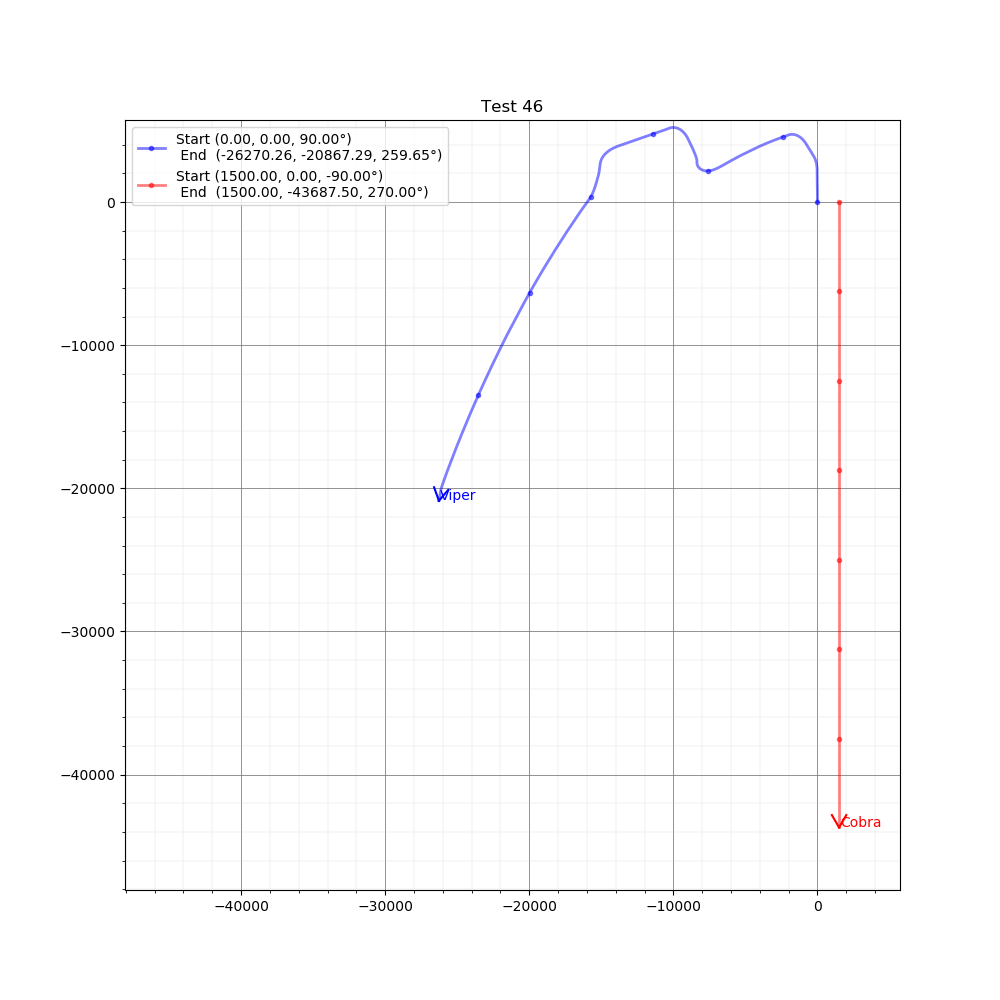 Test 46
Start (0.00, 0.00, 90.00°)
End  (-26270.26, -20867.29, 259.65°)
Start (1500.00, 0.00, -90.00°)
End  (1500.00, -43687.50, 270.00°)
0
−10000
−20000
−30000
−40000
Viper
Cobra
−40000 −30000 −20000 −10000 0